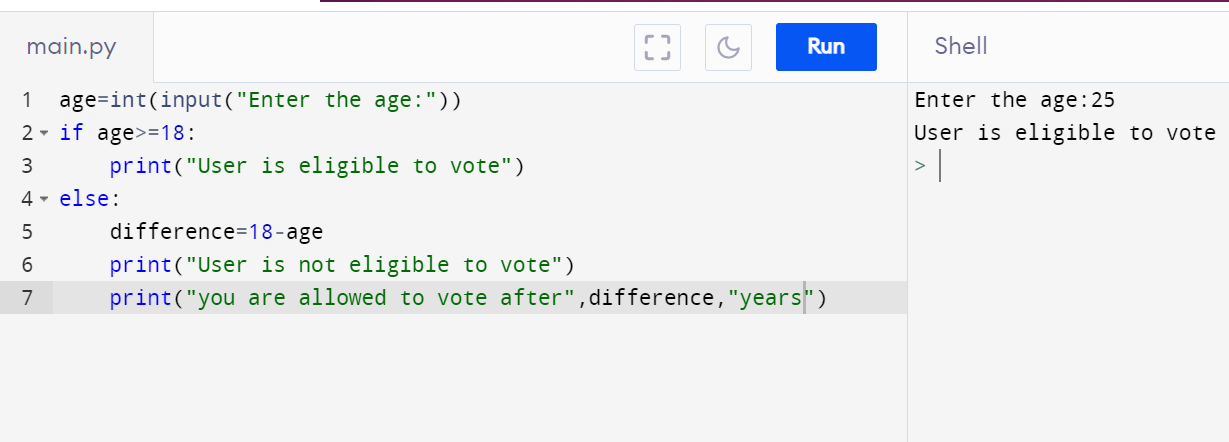 main.py
Run
Shell
1 age=int(input("Enter the age:"))
2 if age>=18:
3     print("User is eligible to vote")
4 else:
5     difference=18-age
6     print("User is not eligible to vote")
7     print("you are allowed to vote after",difference,"years")
Enter the age:25
User is eligible to vote
>